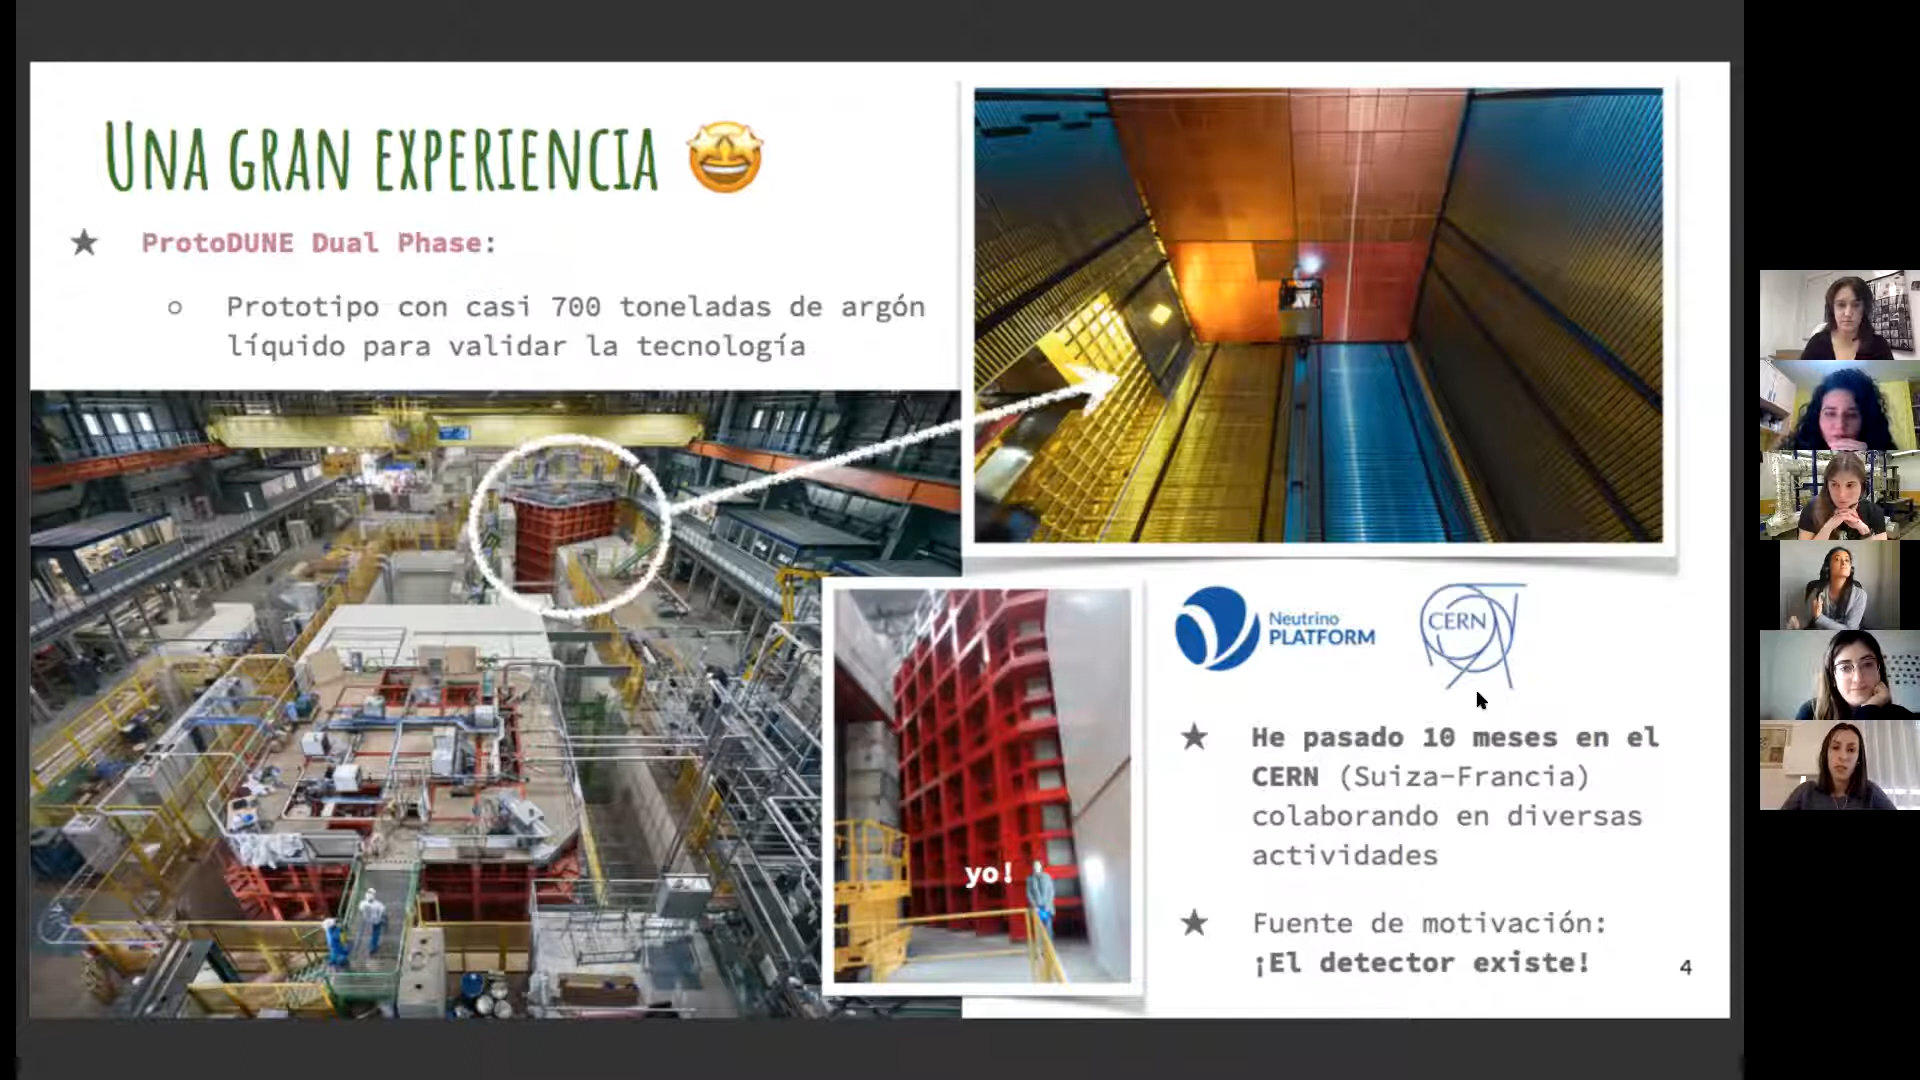 UNA GRAN EXPERIENCIA
ProtoDUNE Dual Phase:
Prototipo con casi 700 toneladas de argón
líquido para validar la tecnología
yo!
Neutrino
PLATFORM
CERN
He pasado 10 meses en el
CERN (Suiza-Francia)
colaborando en diversas
actividades
Fuente de motivación:
¡El detector existe!
4